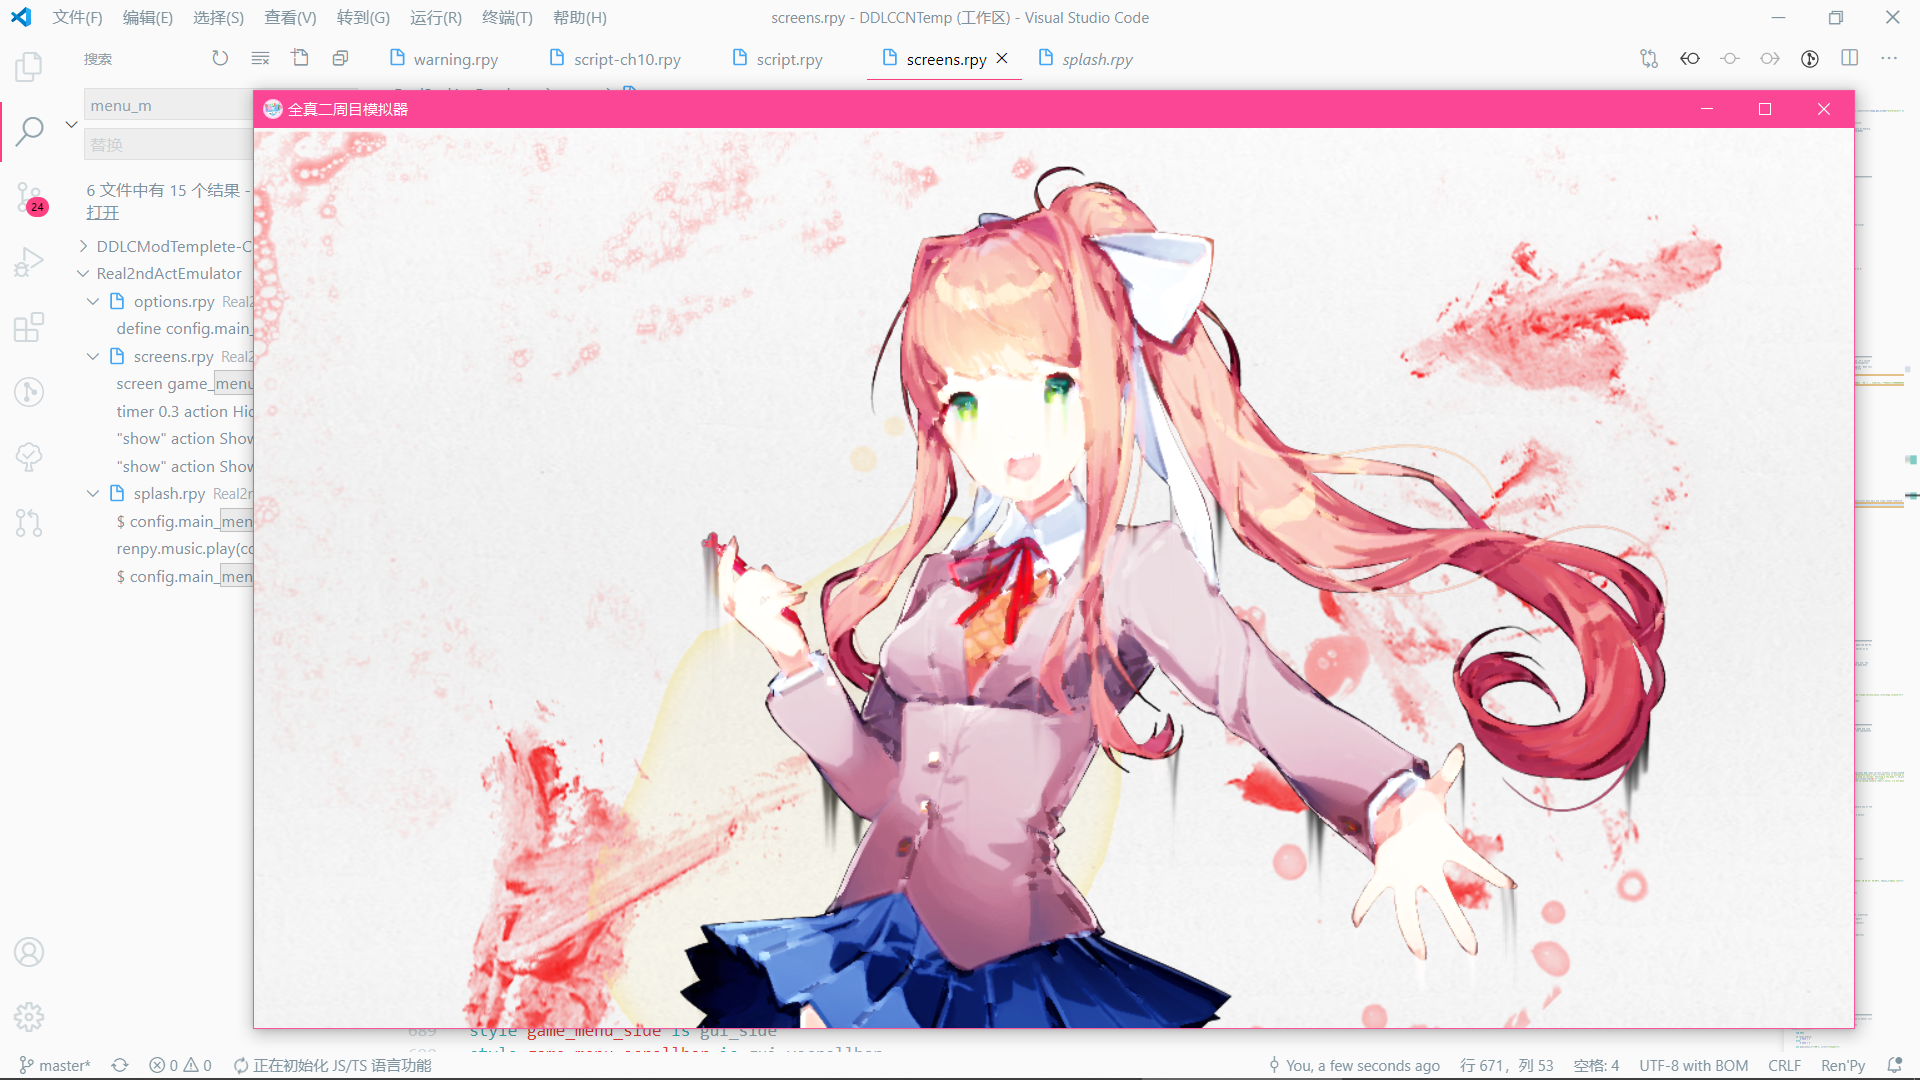 文件(F) 编辑(E) 选择(S) 查看(V) 转到(G) 运行(R) 终端(T) 帮助(H) screens.rpy - DDLCCNTemp (工作区) - Visual Studio Code
搜索 warning.rpy script-ch10.rpy script.rpy screens.rpy splash.rpy
menu_m
全真二周目模拟器
替换
6 文件中有 15 个结果 -
打开
24
DDLCModTemplete-C
Real2ndActEmulator
options.rpy Real2
define config.main_
screens.rpy Real2
screen game_menu
timer 0.3 action Hid
"show" action Show
"show" action Show
splash.rpy Real2n
$ config.main_men
renpy.music.play(co
$ config.main_men
689 style game_menu_side is gui_side
master* 0 0 正在初始化 JS/TS 语言功能 You, a few seconds ago 行 671，列 53 空格: 4 UTF-8 with BOM CRLF Ren'Py